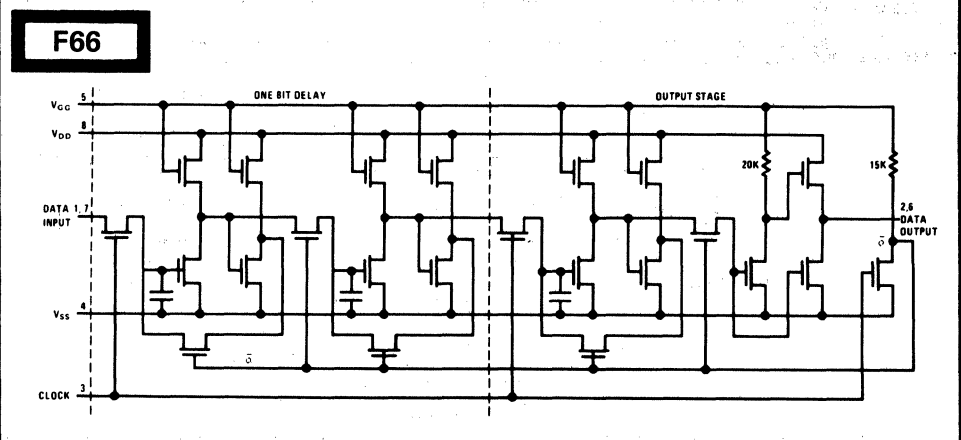 F66
ONE BIT DELAY
OUTPUT STAGE
VGG 5
VDD 8
20K
15K
DATA 1, 7
INPUT
2,6
DATA
OUTPUT
ø̄
VSS 4
ø̄
CLOCK 3